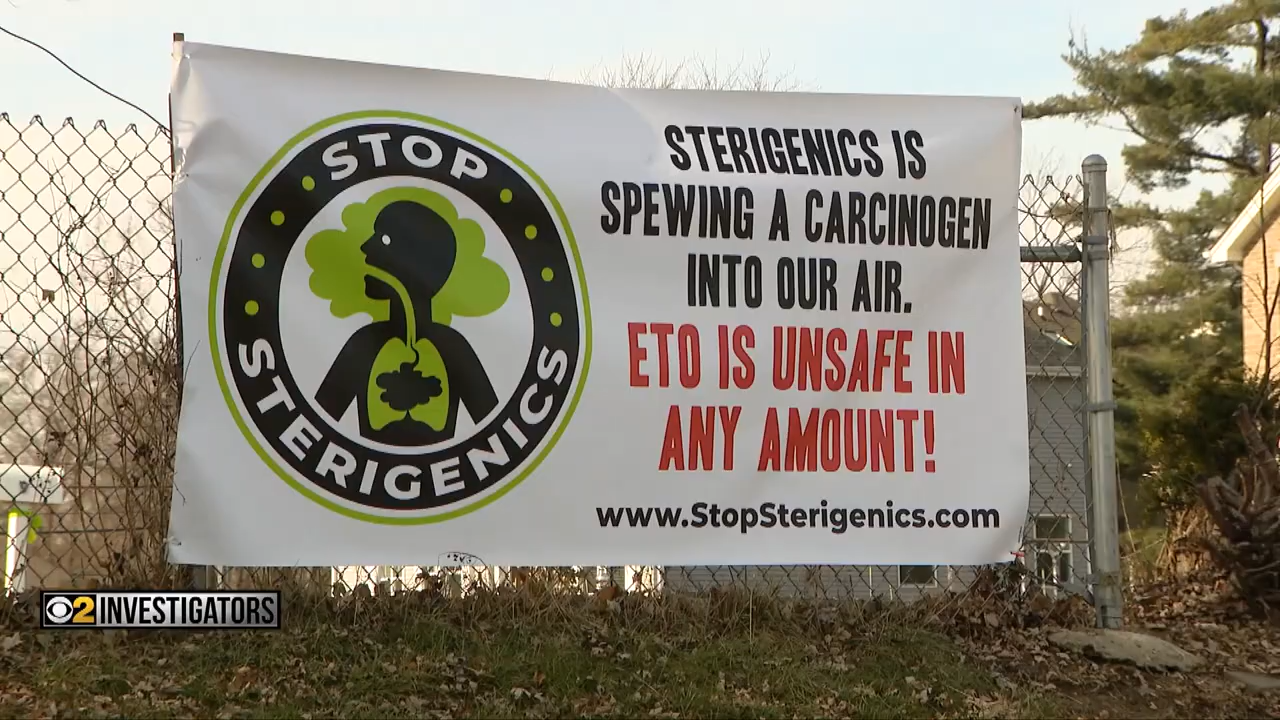 STOP
STERIGENICS
STERIGENICS IS
SPEWING A CARCINOGEN
INTO OUR AIR.
ETO IS UNSAFE IN
ANY AMOUNT!
www.StopSterigenics.com
2 INVESTIGATORS